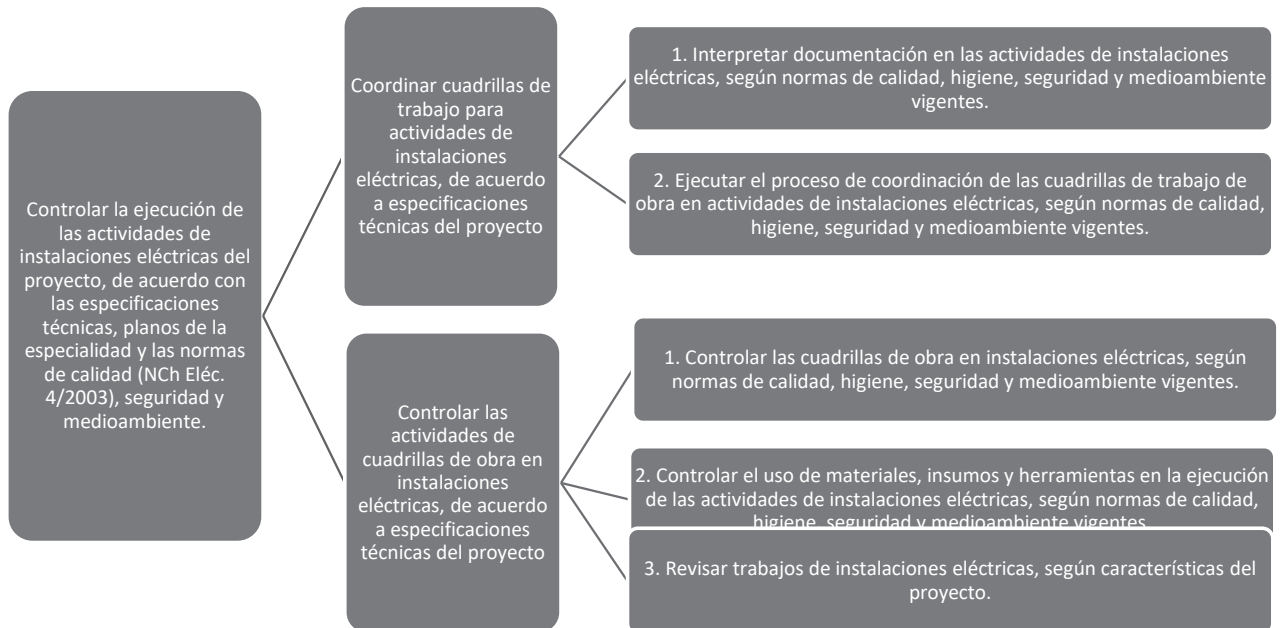 Controlar la ejecución de
las actividades de
instalaciones eléctricas del
proyecto, de acuerdo con
las especificaciones
técnicas, planos de la
especialidad y las normas
de calidad (NCh Eléc.
4/2003), seguridad y
medioambiente.
Coordinar cuadrillas de
trabajo para
actividades de
instalaciones
eléctricas, de acuerdo
a especificaciones
técnicas del proyecto
1. Interpretar documentación en las actividades de instalaciones
eléctricas, según normas de calidad, higiene, seguridad y medioambiente
vigentes.
2. Ejecutar el proceso de coordinación de las cuadrillas de trabajo de
obra en actividades de instalaciones eléctricas, según normas de calidad,
higiene, seguridad y medioambiente vigentes.
Controlar las
actividades de
cuadrillas de obra en
instalaciones
eléctricas, de acuerdo
a especificaciones
técnicas del proyecto
1. Controlar las cuadrillas de obra en instalaciones eléctricas, según
normas de calidad, higiene, seguridad y medioambiente vigentes.
2. Controlar el uso de materiales, insumos y herramientas en la ejecución
de las actividades de instalaciones eléctricas, según normas de calidad,
higiene, seguridad y medioambiente vigentes
3. Revisar trabajos de instalaciones eléctricas, según características del
proyecto.